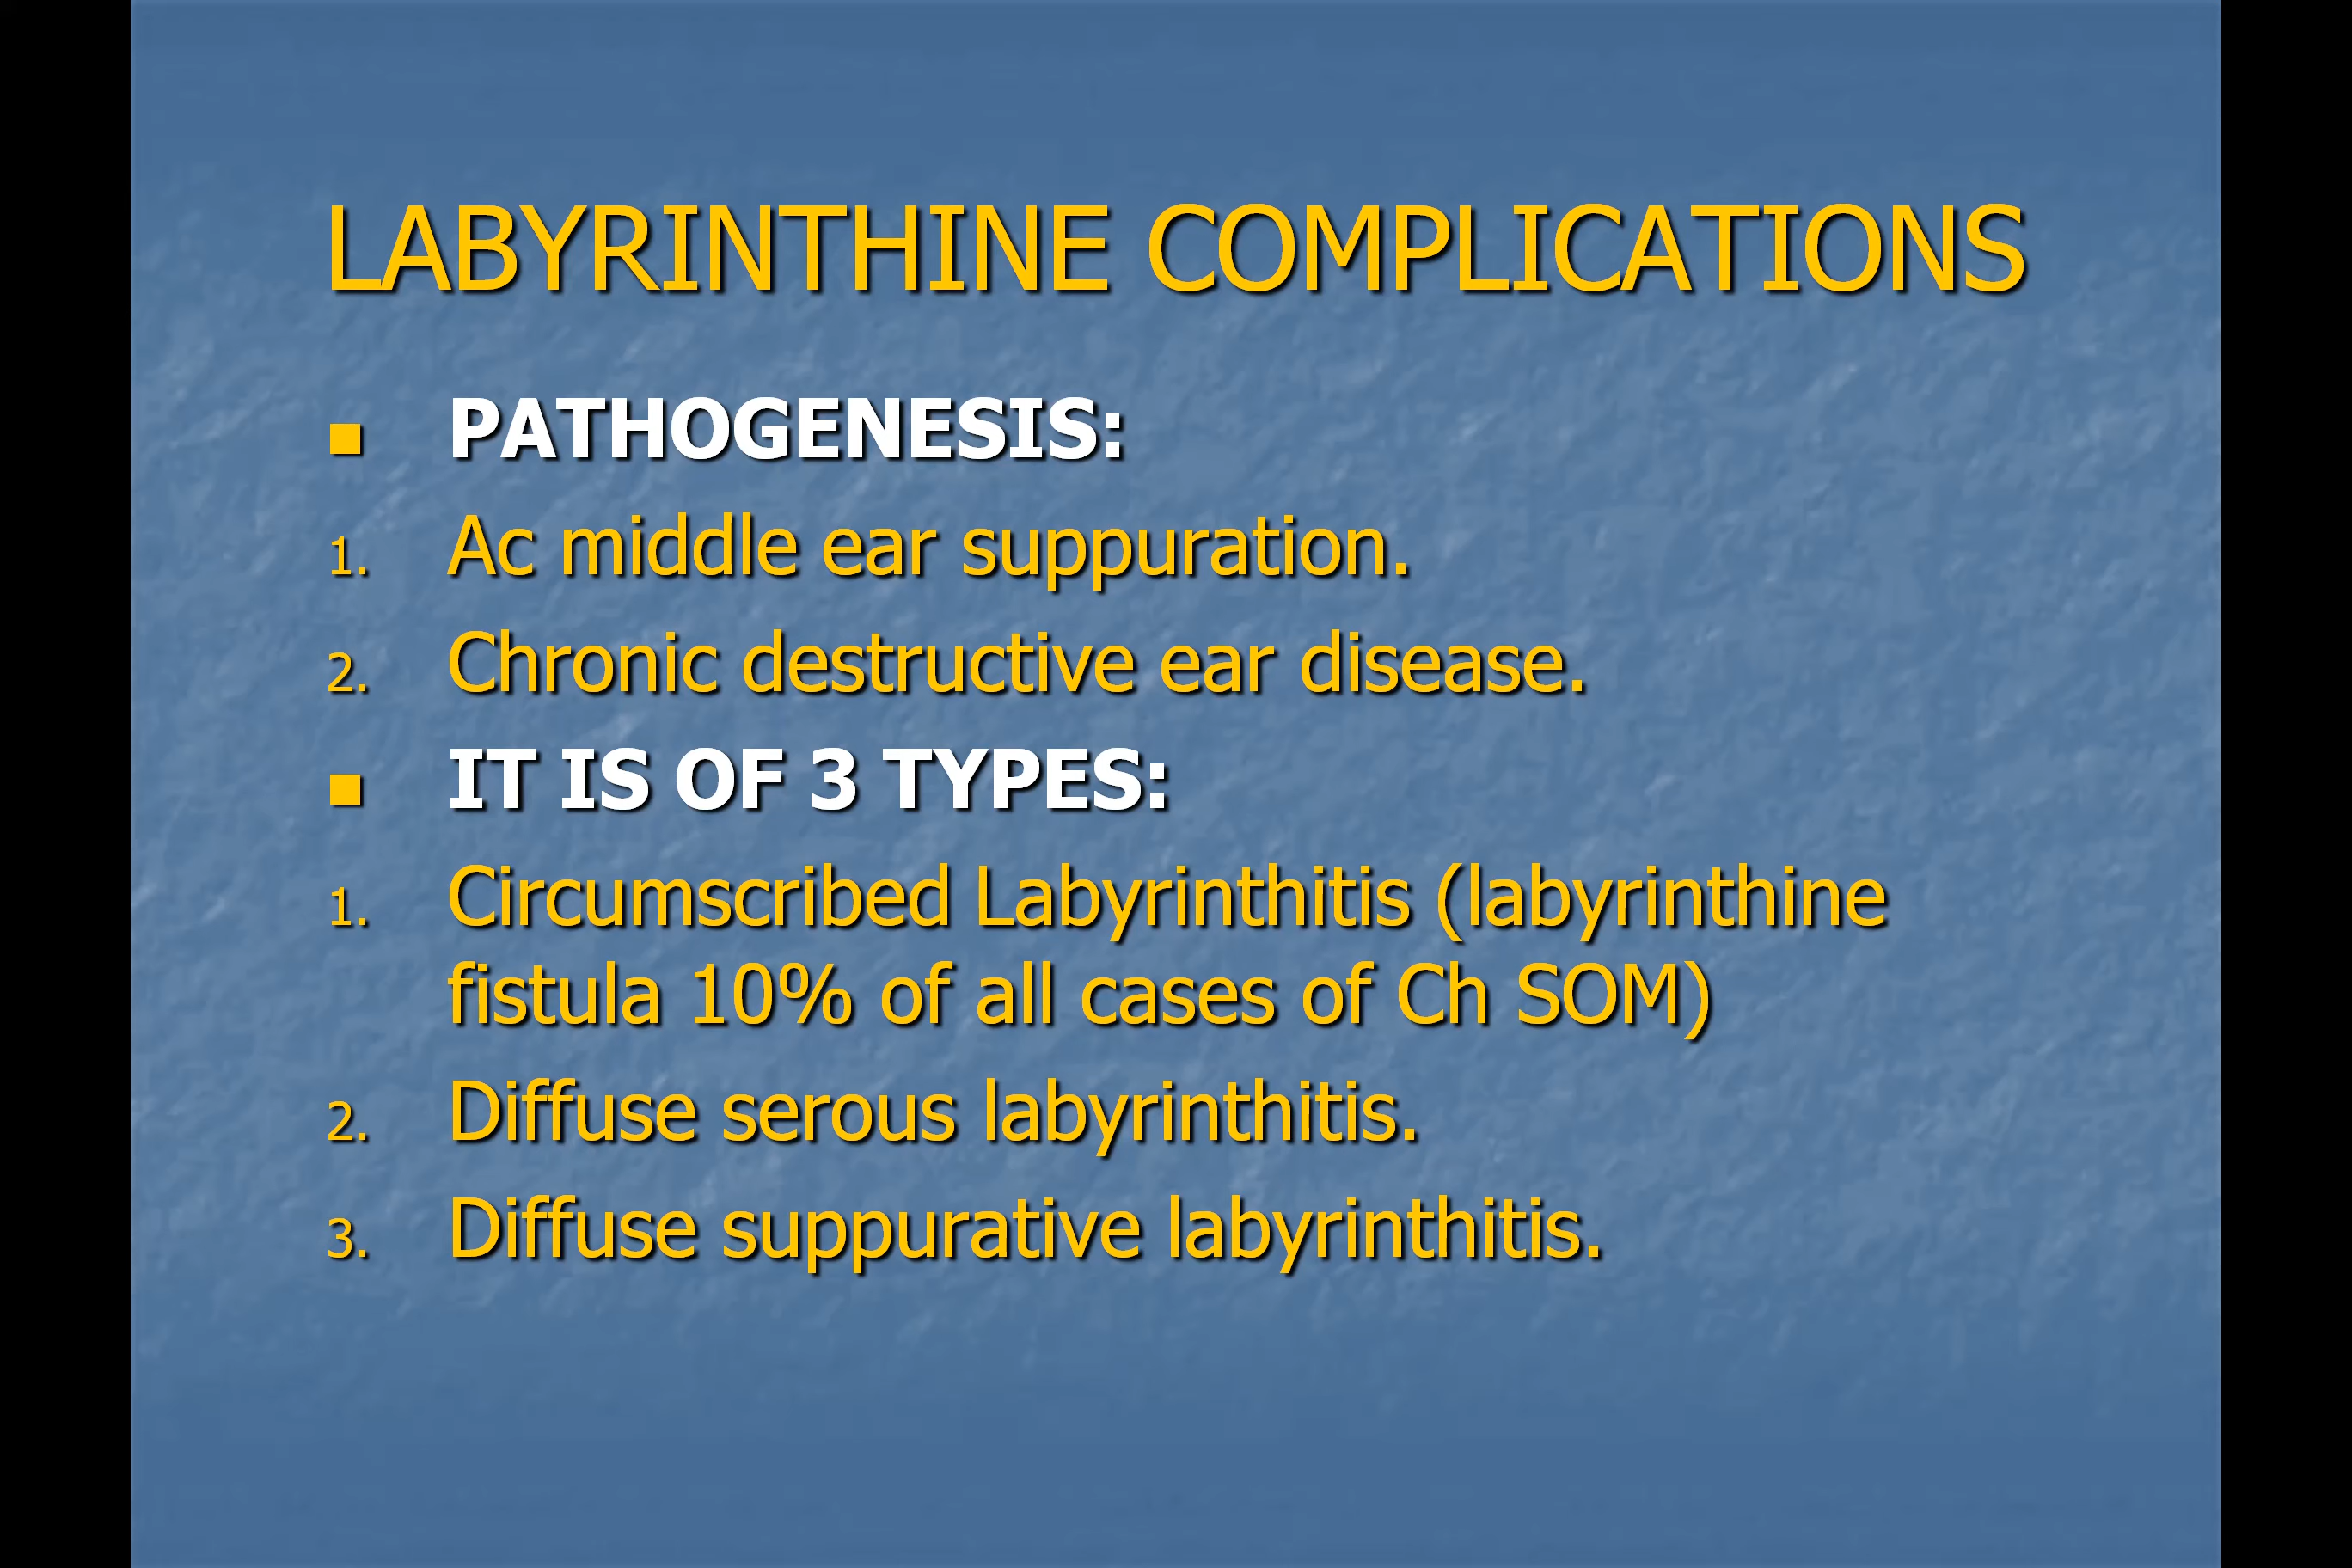 LABYRINTHINE COMPLICATIONS
■ PATHOGENESIS:
1. Ac middle ear suppuration.
2. Chronic destructive ear disease.
■ IT IS OF 3 TYPES:
1. Circumscribed Labyrinthitis (labyrinthine
fistula 10% of all cases of Ch SOM)
2. Diffuse serous labyrinthitis.
3. Diffuse suppurative labyrinthitis.